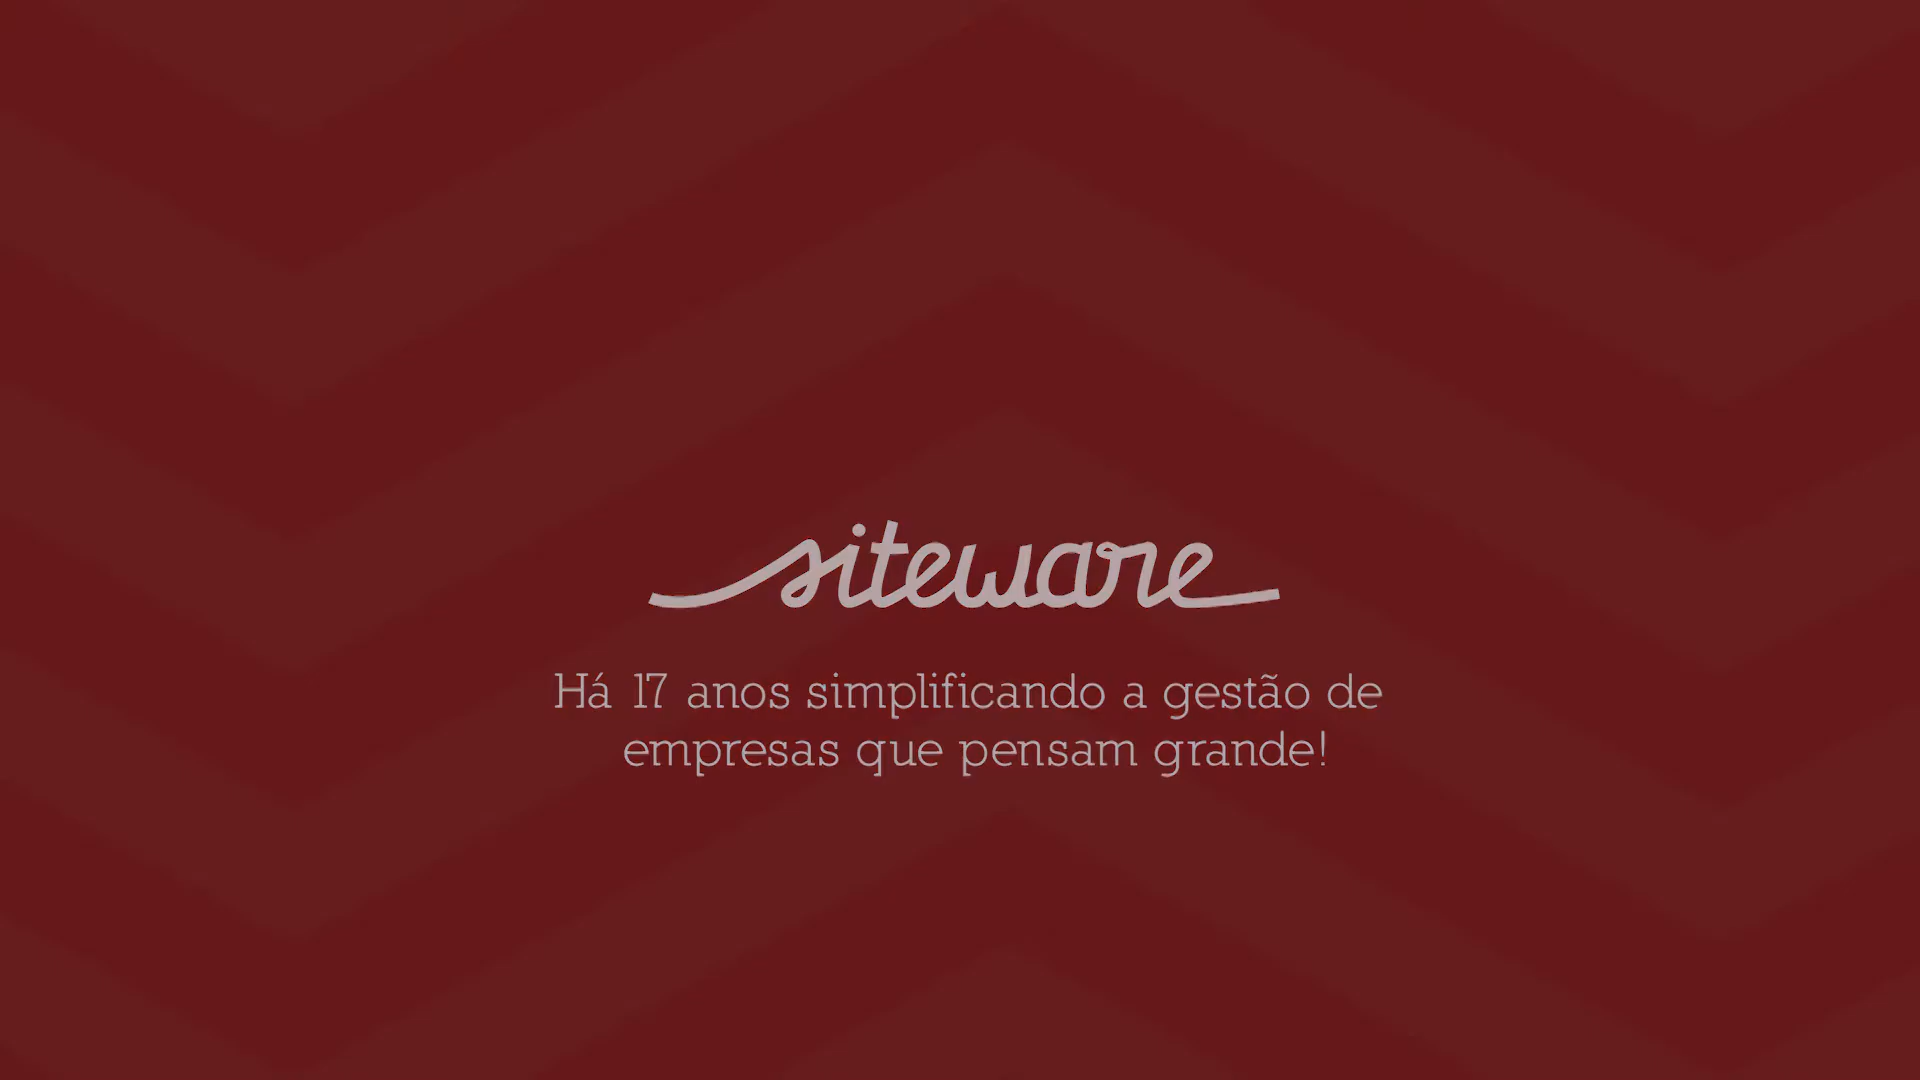 siteware
Há 17 anos simplificando a gestão de
empresas que pensam grande!